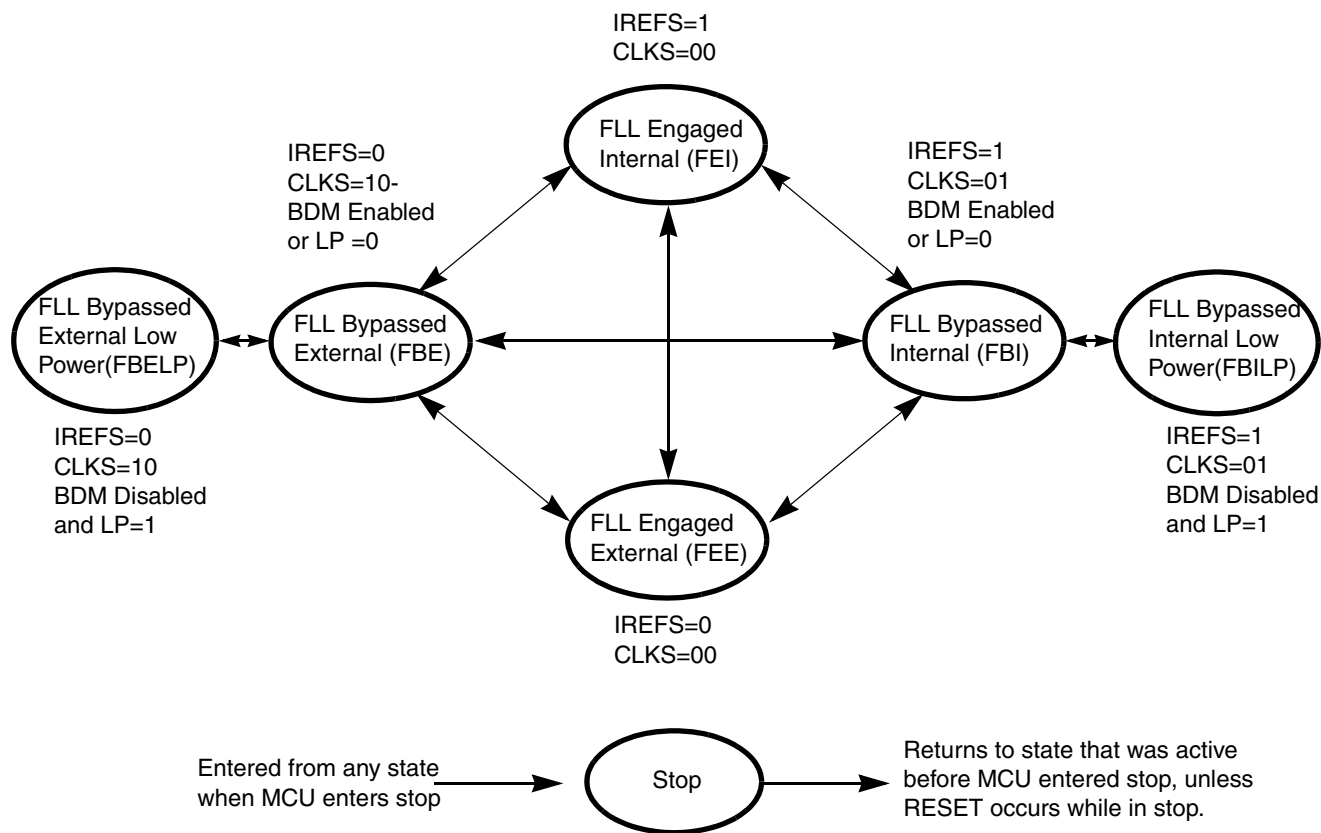 IREFS=1
CLKS=00
FLL Engaged
Internal (FEI)
IREFS=0
CLKS=10-
BDM Enabled
or LP =0
IREFS=1
CLKS=01
BDM Enabled
or LP=0
FLL Bypassed
External Low
Power(FBELP)
FLL Bypassed
External (FBE)
FLL Bypassed
Internal (FBI)
FLL Bypassed
Internal Low
Power(FBILP)
IREFS=0
CLKS=10
BDM Disabled
and LP=1
IREFS=1
CLKS=01
BDM Disabled
and LP=1
FLL Engaged
External (FEE)
IREFS=0
CLKS=00
Entered from any state
when MCU enters stop
Stop
Returns to state that was active
before MCU entered stop, unless
RESET occurs while in stop.